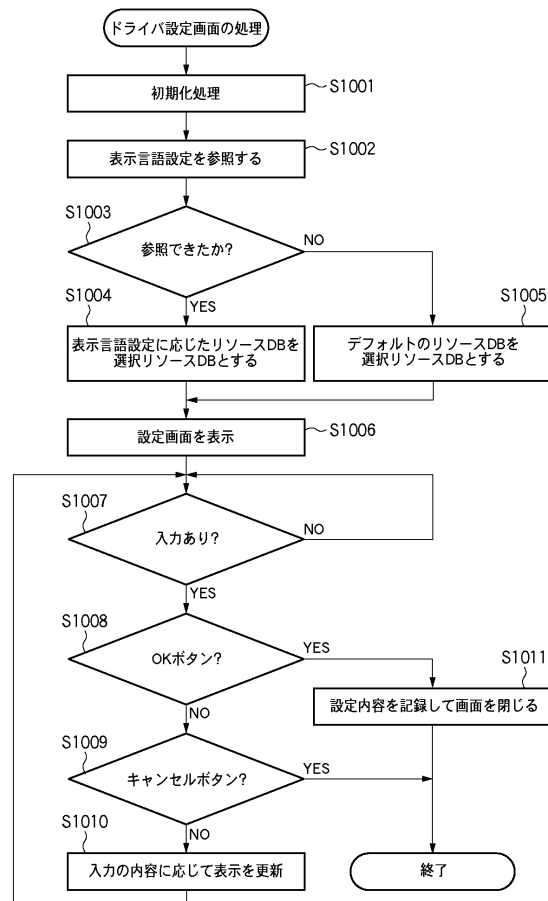 ドライバ設定画面の処理
初期化処理
S1001
表示言語設定を参照する
S1002
S1003
参照できたか?
NO
YES
S1004
表示言語設定に応じたリソースDBを
選択リソースDBとする
S1005
デフォルトのリソースDBを
選択リソースDBとする
設定画面を表示
S1006
S1007
入力あり?
NO
YES
S1008
OKボタン?
YES
NO
S1011
設定内容を記録して画面を閉じる
S1009
キャンセルボタン?
YES
NO
S1010
入力の内容に応じて表示を更新
終了